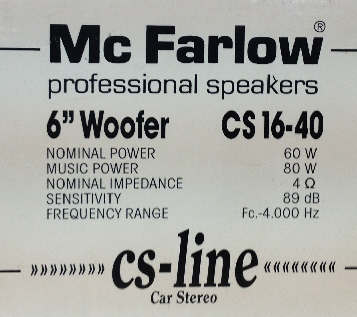 Mc Farlow®
professional speakers
6" Woofer CS 16-40
NOMINAL POWER 60 W
MUSIC POWER 80 W
NOMINAL IMPEDANCE 4 Ω
SENSITIVITY 89 dB
FREQUENCY RANGE Fc.-4.000 Hz
»»»»»»»» cs-line ««««««««
Car Stereo